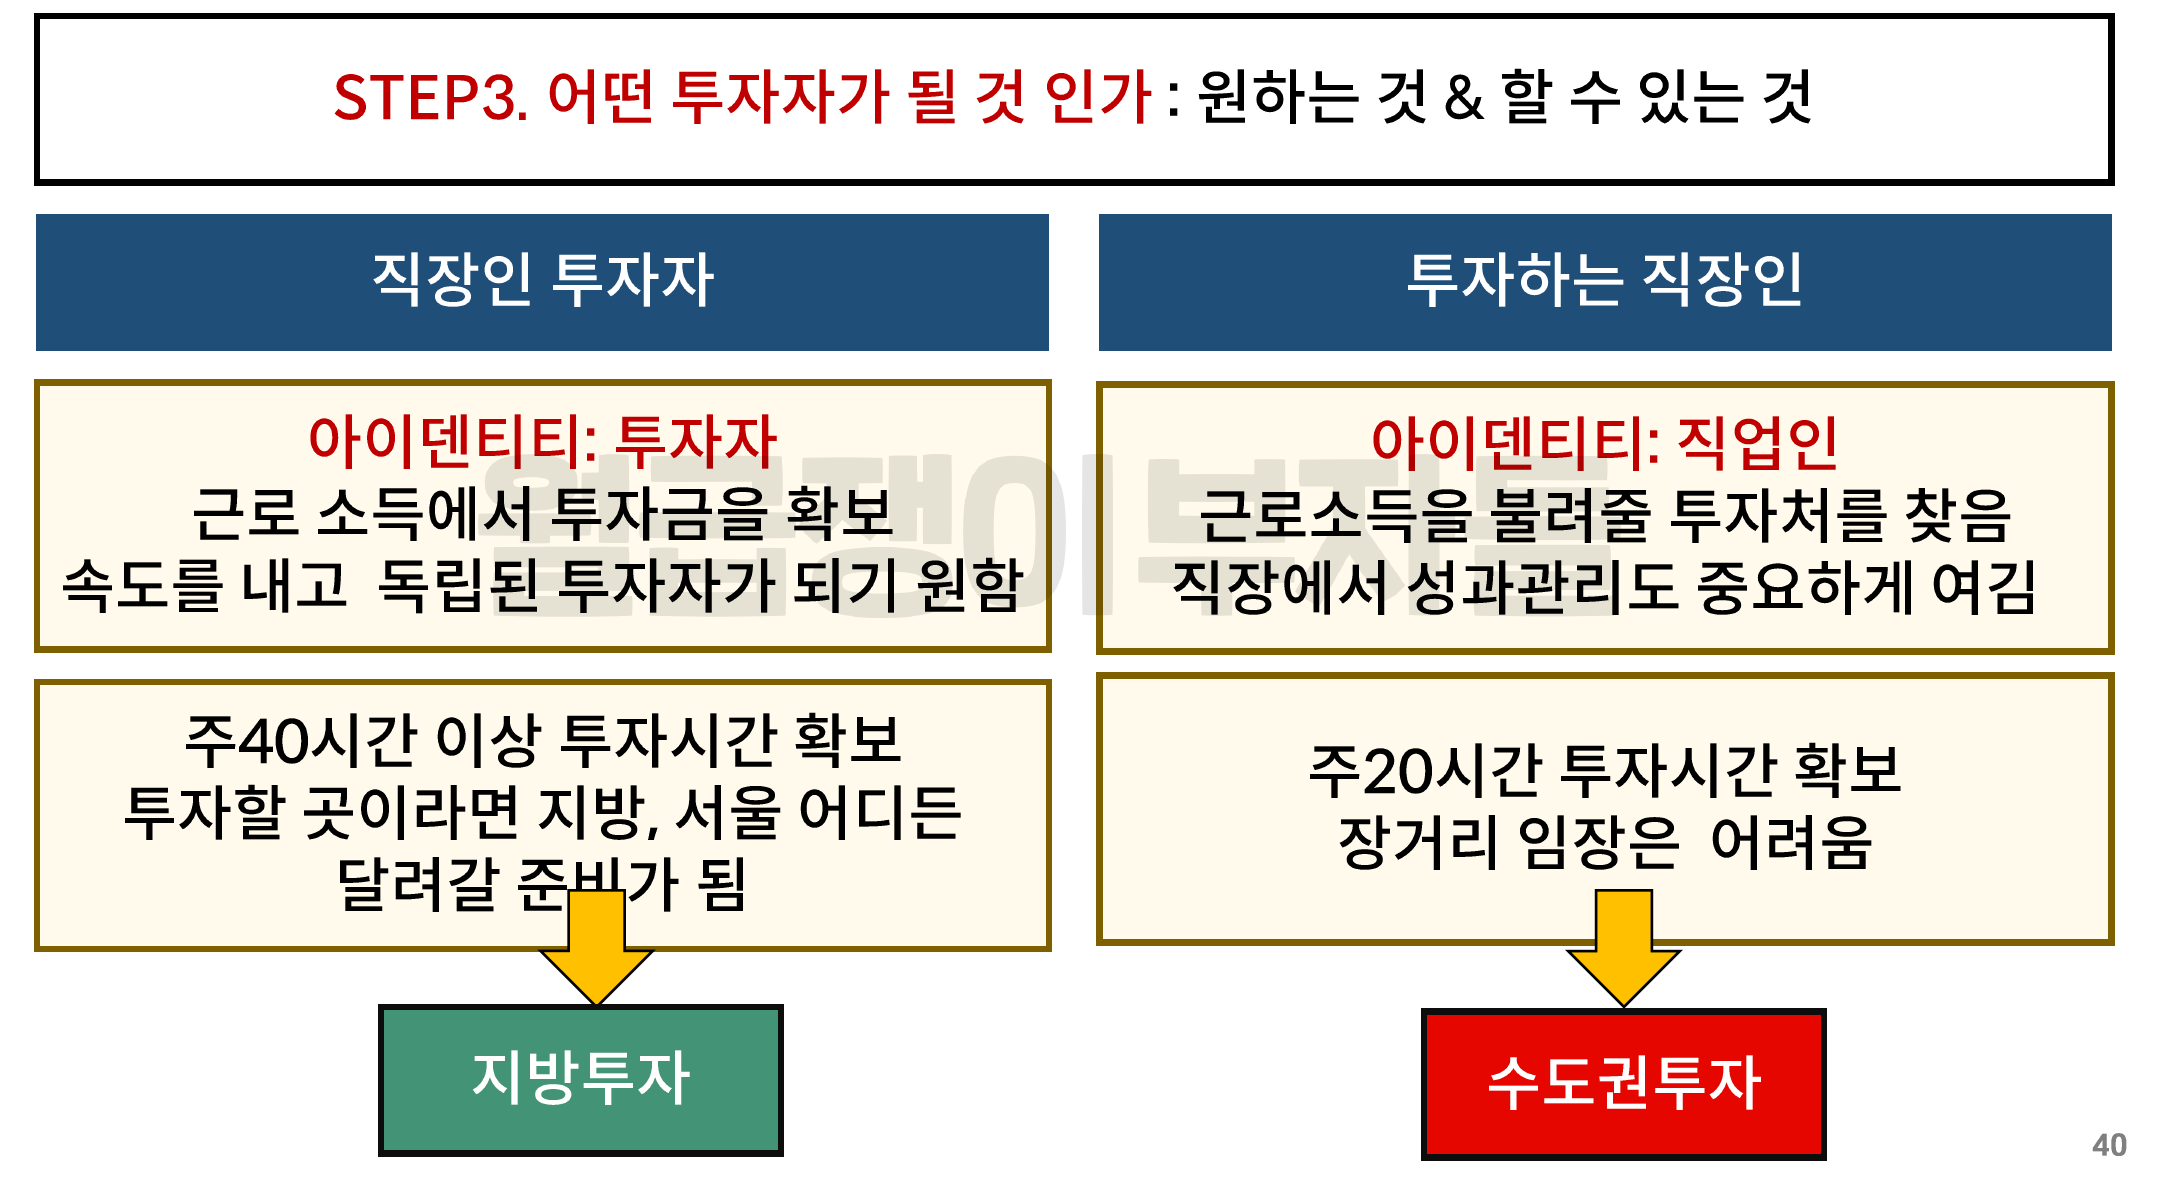 STEP3. 어떤 투자자가 될 것 인가 : 원하는 것 & 할 수 있는 것
직장인 투자자
아이덴티티: 투자자
근로 소득에서 투자금을 확보
속도를 내고 독립된 투자자가 되기 원함
주40시간 이상 투자시간 확보
투자할 곳이라면 지방, 서울 어디든
달려갈 준비가 됨
지방투자
투자하는 직장인
아이덴티티: 직업인
근로소득을 불려줄 투자처를 찾음
직장에서 성과관리도 중요하게 여김
주20시간 투자시간 확보
장거리 임장은 어려움
수도권투자
월급쟁이부자들
40